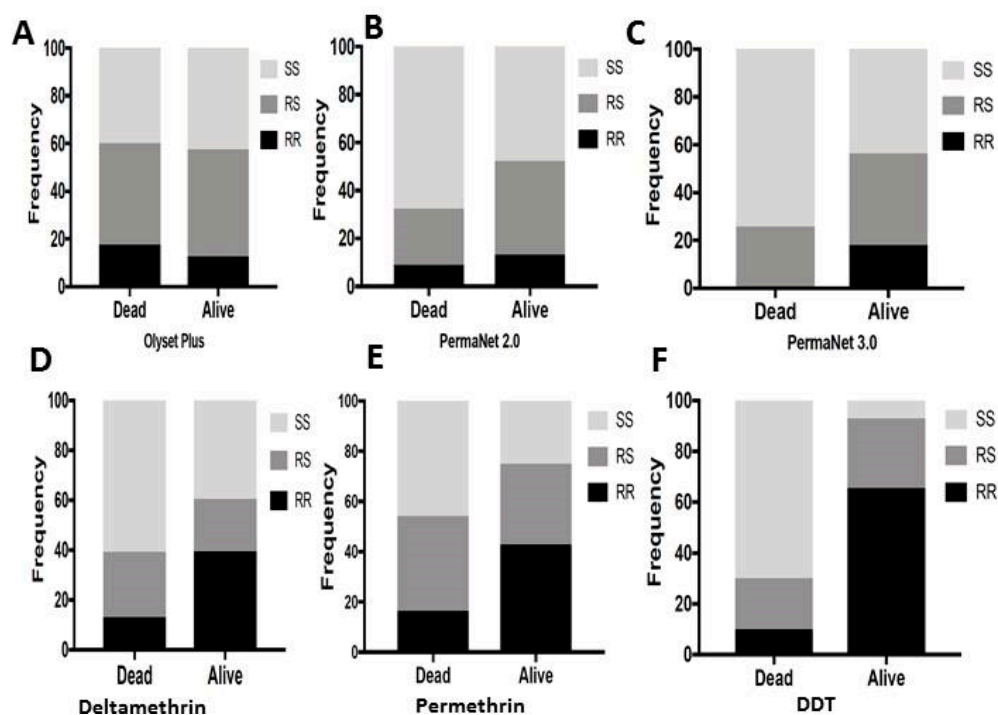 A
Frequency
100
80
60
40
20
0
SS
RS
RR
Dead Alive
Olyset Plus
B
Frequency
100
80
60
40
20
0
SS
RS
RR
Dead Alive
PermaNet 2.0
C
Frequency
100
80
60
40
20
0
SS
RS
RR
Dead Alive
PermaNet 3.0
D
Frequency
100
80
60
40
20
0
SS
RS
RR
Dead Alive
Deltamethrin
E
Frequency
100
80
60
40
20
0
SS
RS
RR
Dead Alive
Permethrin
F
Frequency
100
80
60
40
20
0
SS
RS
RR
Dead Alive
DDT